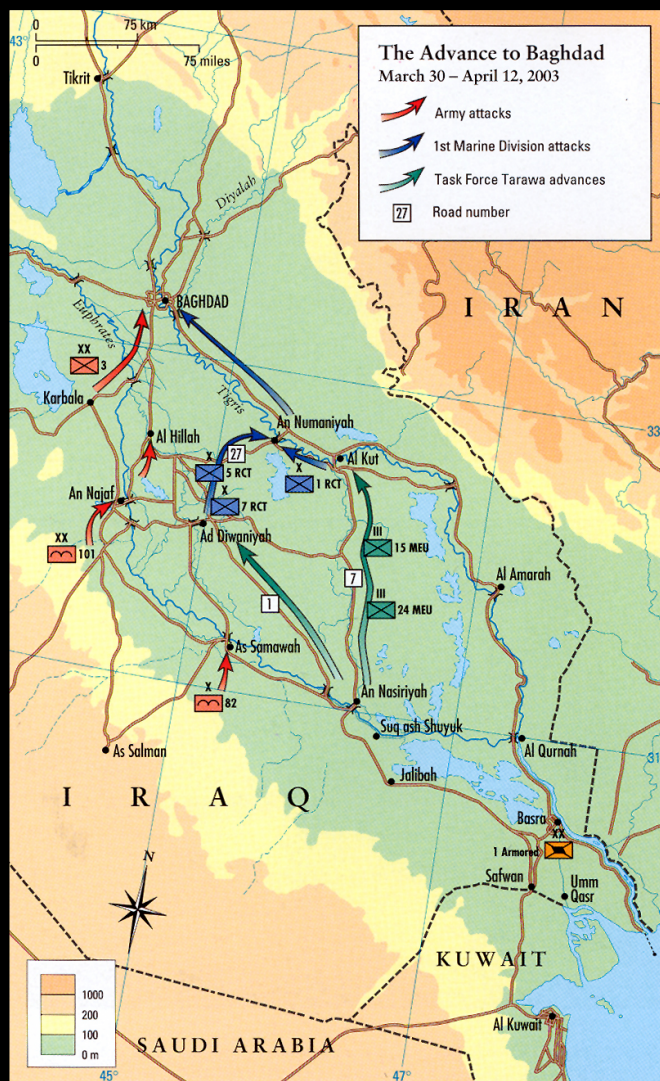 43°
75 km
0
0
75 miles
The Advance to Baghdad
March 30 – April 12, 2003
Army attacks
1st Marine Division attacks
Task Force Tarawa advances
27
Road number
Tikrit
Diyalah
BAGHDAD
IRAN
Euphrates
XX
3
Karbala
Tigris
An Numaniyah
33
Al Hillah
27
Al Kut
X
5 RCT
X
1 RCT
An Najaf
X
7 RCT
Ad Diwaniyah
XX
101
III
15 MEU
7
Al Amarah
1
III
24 MEU
As Samawah
X
82
An Nasiriyah
Suq ash Shuyuk
As Salman
Al Qurnah
31
Jalibah
IRAQ
Basra
XX
1 Armored
N
Safwan
Umm
Qasr
KUWAIT
1000
200
100
0 m
Al Kuwait
SAUDI ARABIA
45°
47°